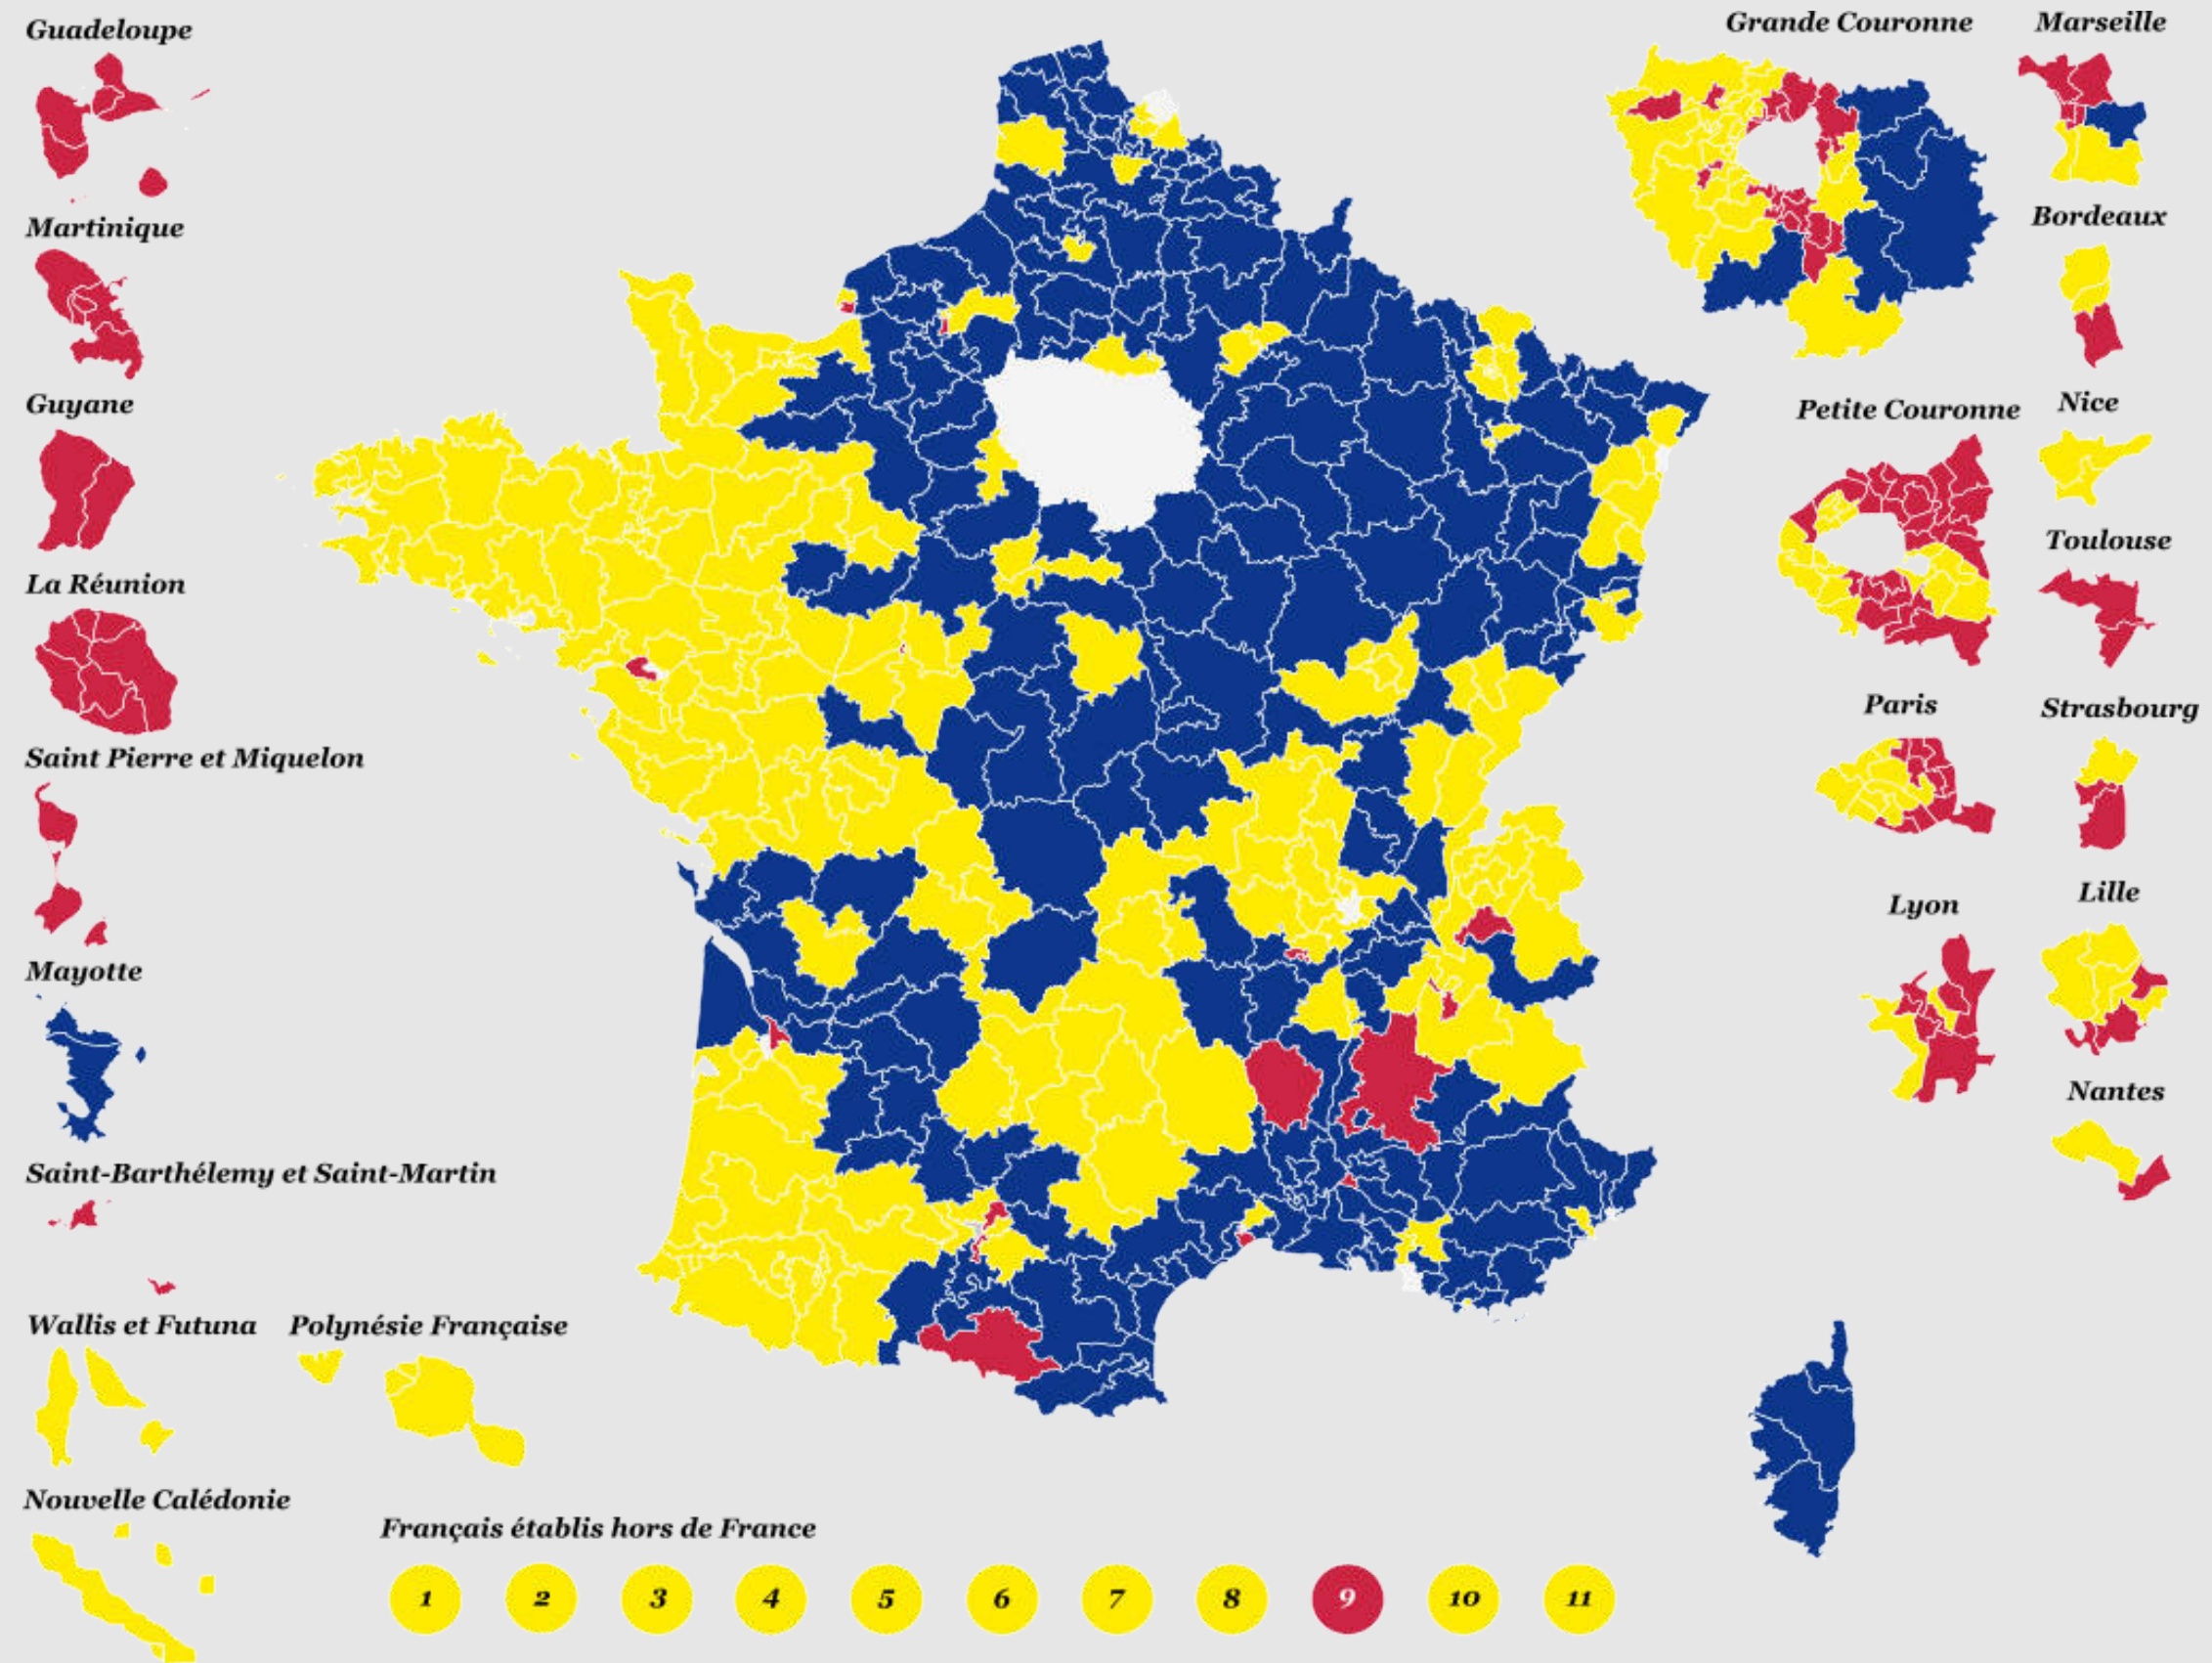 Guadeloupe
Martinique
Guyane
La Réunion
Saint Pierre et Miquelon
Mayotte
Saint-Barthélemy et Saint-Martin
Wallis et Futuna
Polynésie Française
Nouvelle Calédonie
Français établis hors de France
1 2 3 4 5 6 7 8 9 10 11
Grande Couronne
Marseille
Bordeaux
Petite Couronne
Nice
Toulouse
Paris
Strasbourg
Lyon
Lille
Nantes